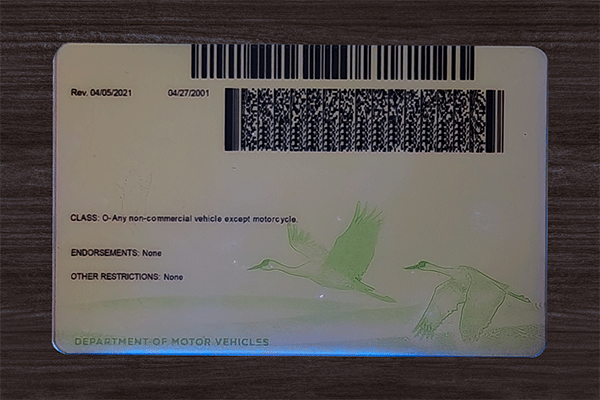 Rev. 04/05/2021 04/27/2001
CLASS: O-Any non-commercial vehicle except motorcycle.
ENDORSEMENTS: None
OTHER RESTRICTIONS: None
DEPARTMENT OF MOTOR VEHICLES